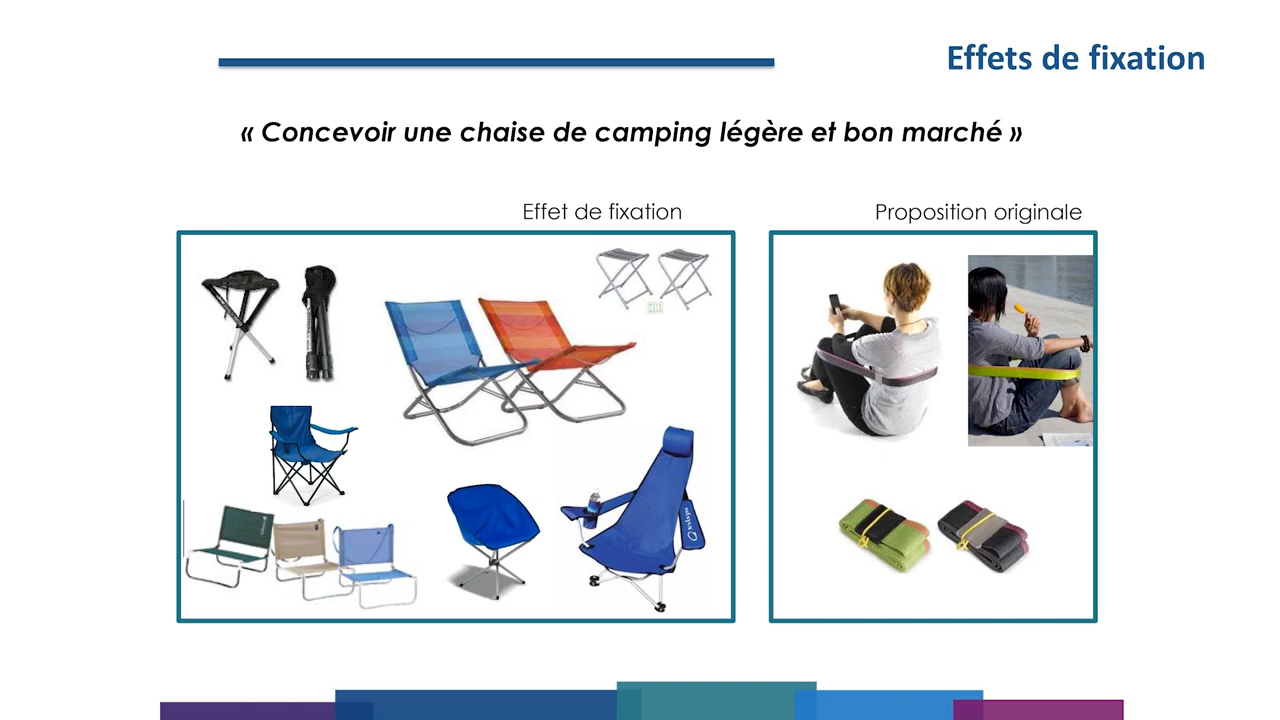 Effets de fixation
« Concevoir une chaise de camping légère et bon marché »
Effet de fixation
Proposition originale